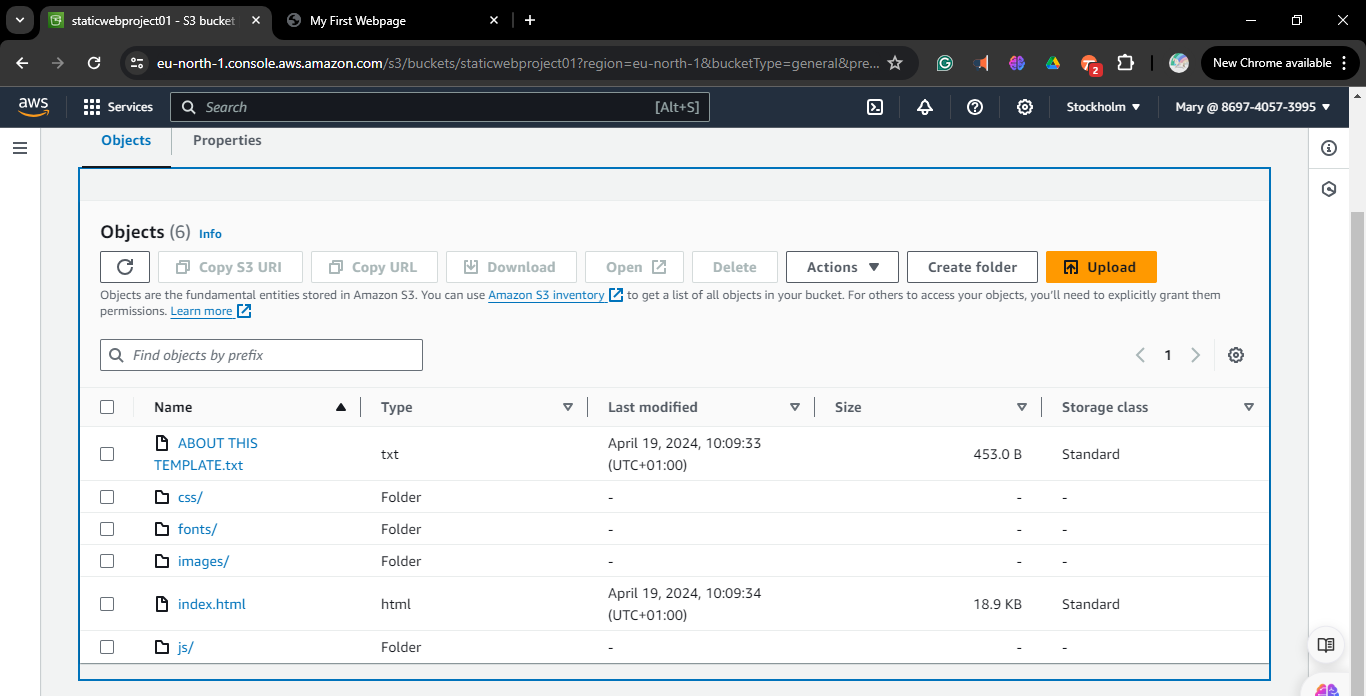 staticwebproject01 - S3 bucket
My First Webpage
eu-north-1.console.aws.amazon.com/s3/buckets/staticwebproject01?region=eu-north-1&bucketType=general&pre...
2
New Chrome available
aws
Services
Search
[Alt+S]
Stockholm
Mary @ 8697-4057-3995
Objects
Properties
Objects (6) Info
Copy S3 URI
Copy URL
Download
Open
Delete
Actions
Create folder
Upload
Objects are the fundamental entities stored in Amazon S3. You can use Amazon S3 inventory to get a list of all objects in your bucket. For others to access your objects, you'll need to explicitly grant them
permissions. Learn more
Find objects by prefix
1
Name Type Last modified Size Storage class
ABOUT THIS
TEMPLATE.txt
txt
April 19, 2024, 10:09:33
(UTC+01:00)
453.0 B
Standard
css/ Folder - - -
fonts/ Folder - - -
images/ Folder - - -
index.html
html
April 19, 2024, 10:09:34
(UTC+01:00)
18.9 KB
Standard
js/ Folder - - -